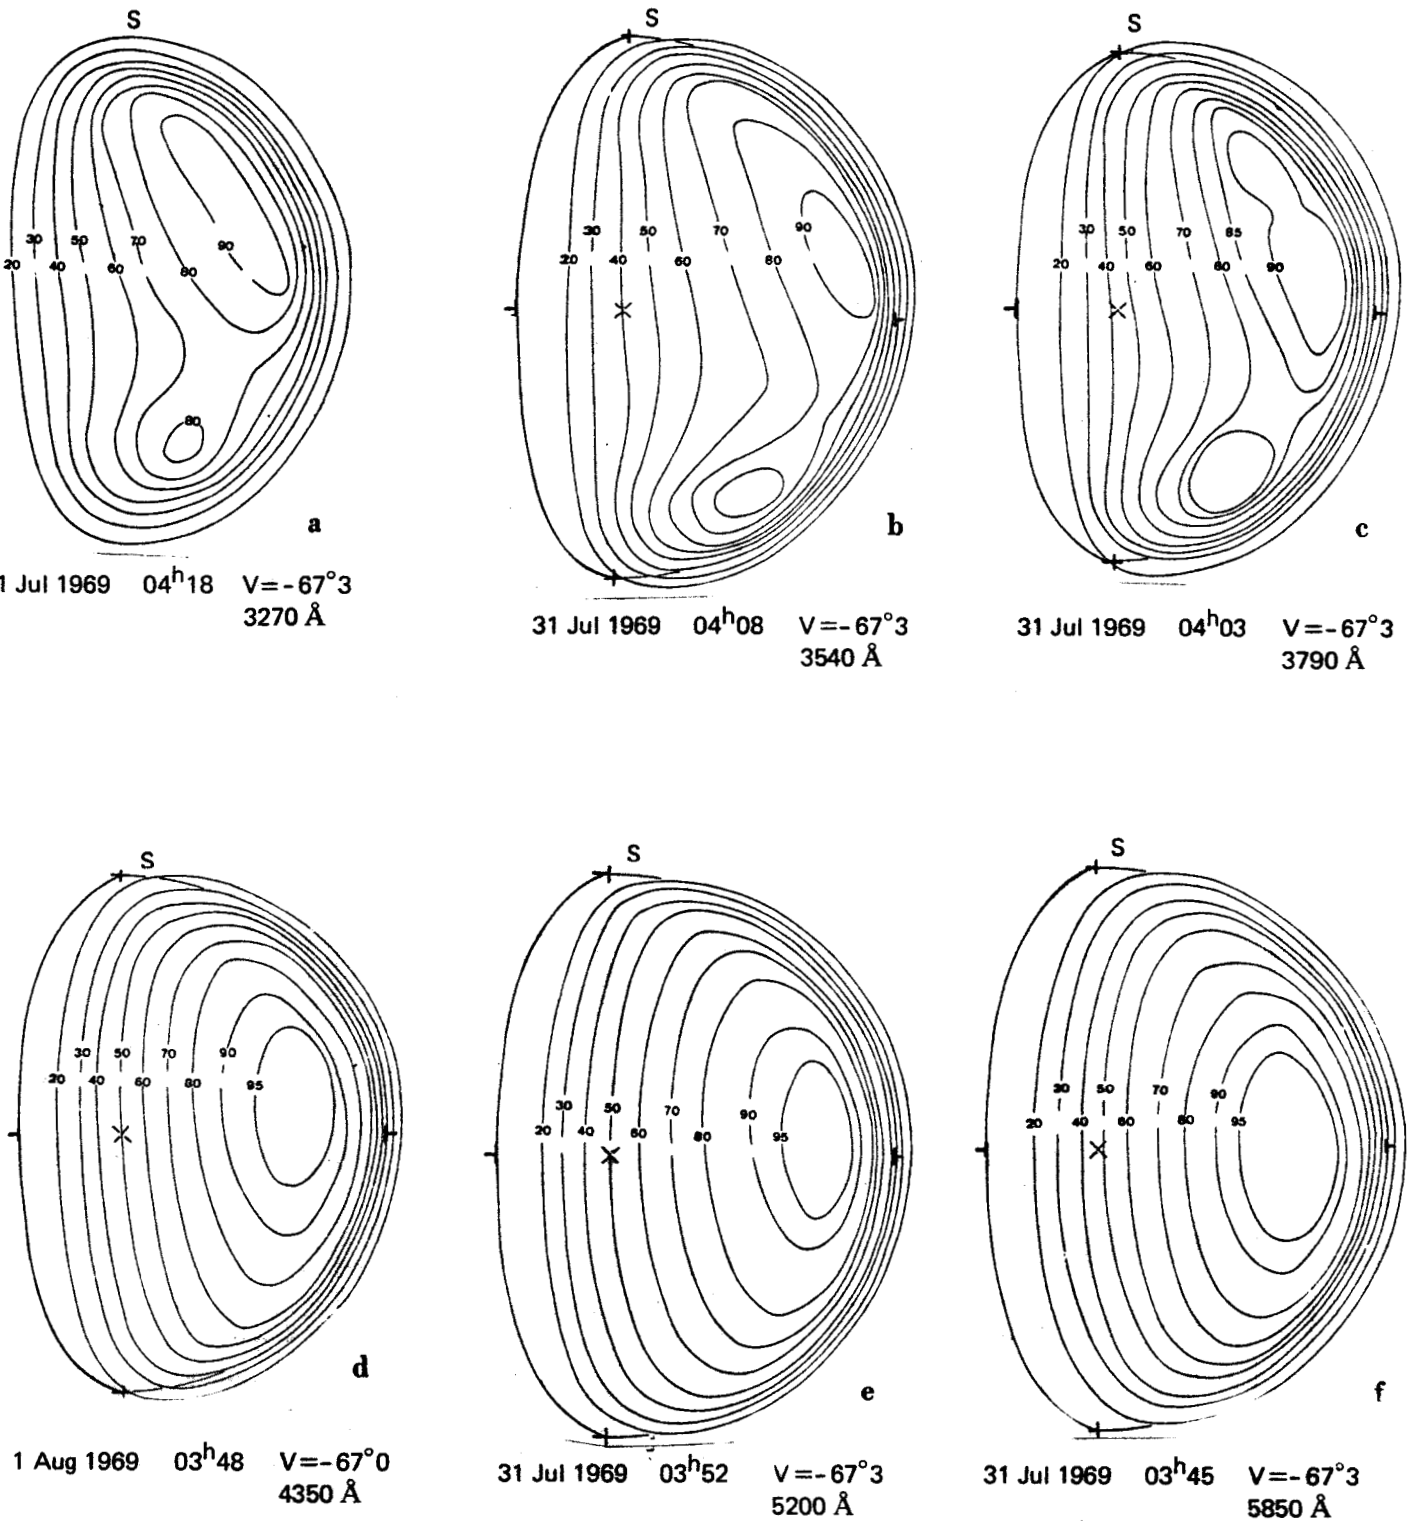 S
30 50 70 90
20 40 60 80
80
a
1 Jul 1969 04h18 V=-67°3
3270 Å
S
30 50 70 90
20 40 60 80
b
31 Jul 1969 04h08 V=-67°3
3540 Å
S
30 50 70 85
20 40 60 80 90
c
31 Jul 1969 04h03 V=-67°3
3790 Å
S
30 50 70 90
20 40 60 80 95
d
1 Aug 1969 03h48 V=-67°0
4350 Å
S
30 50 70 90
20 40 60 80 95
e
31 Jul 1969 03h52 V=-67°3
5200 Å
S
30 50 70 90
20 40 60 80 95
f
31 Jul 1969 03h45 V=-67°3
5850 Å